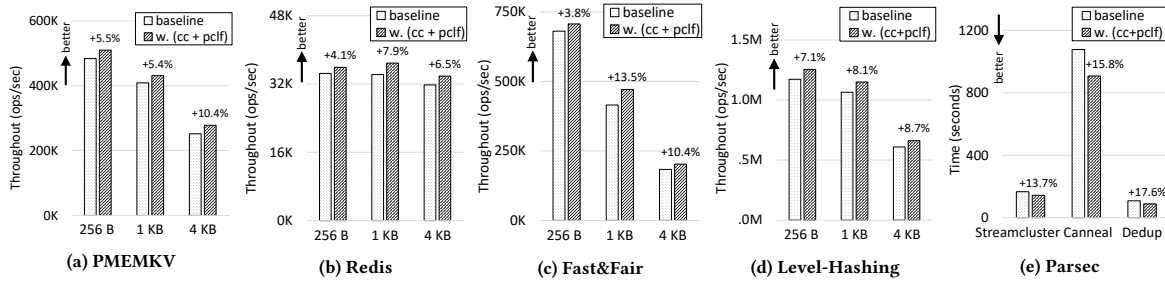 600K
400K
200K
0K
Throughout (ops/sec)
better
baseline
w. (cc + pclf)
+5.5%
+5.4%
+10.4%
256 B 1 KB 4 KB
(a) PMEMKV
48K
36K
32K
16K
0K
Throughout (ops/sec)
better
baseline
w. (cc + pclf)
+4.1%
+7.9%
+6.5%
256 B 1 KB 4 KB
(b) Redis
750K
500K
250K
0K
Throughout (ops/sec)
better
baseline
w. (cc + pclf)
+3.8%
+13.5%
+10.4%
256 B 1 KB 4 KB
(c) Fast&Fair
1.5M
1.0M
.5M
.0M
Throughout (ops/sec)
better
baseline
w. (cc+pclf)
+7.1%
+8.1%
+8.7%
256 B 1 KB 4 KB
(d) Level-Hashing
1200
800
400
0
Time (seconds)
better
baseline
w. (cc+pclf)
+13.7%
+15.8%
+17.6%
Streamcluster Canneal Dedup
(e) Parsec